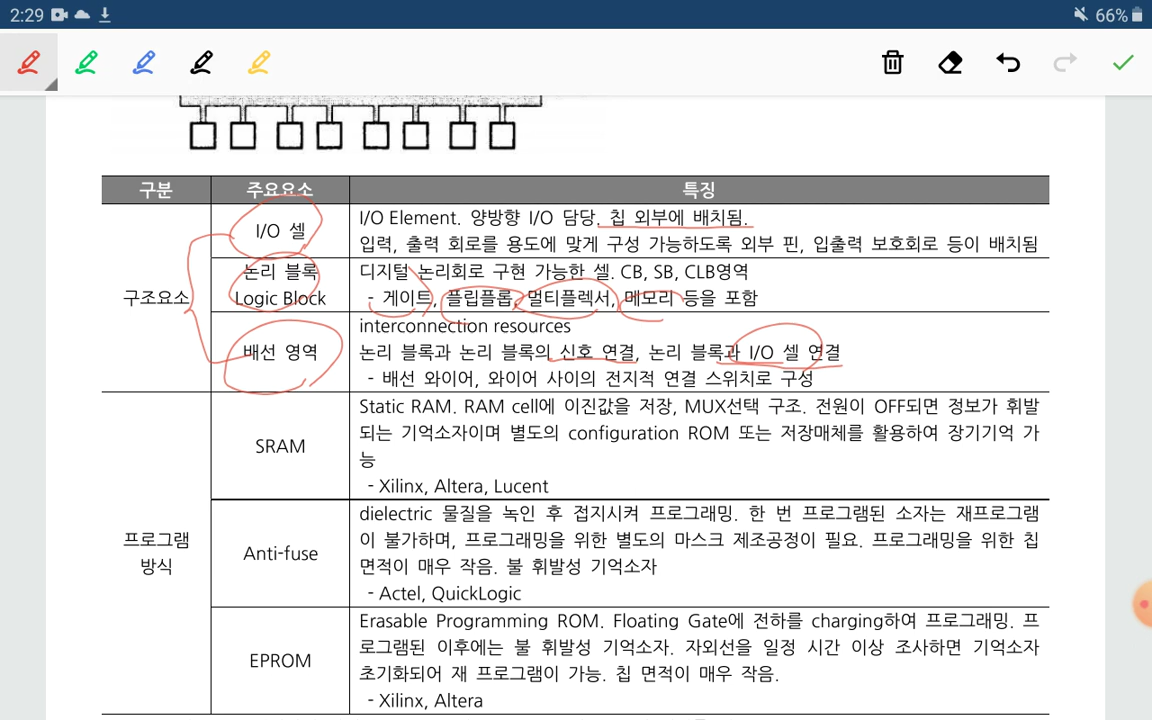 2:29
66%
구분 주요요소 특징
구조요소
I/O 셀
I/O Element. 양방향 I/O 담당. 칩 외부에 배치됨.
입력, 출력 회로를 용도에 맞게 구성 가능하도록 외부 핀, 입출력 보호회로 등이 배치됨
논리 블록
Logic Block
디지털 논리회로 구현 가능한 셀. CB, SB, CLB영역
- 게이트, 플립플롭, 멀티플렉서, 메모리 등을 포함
배선 영역
interconnection resources
논리 블록과 논리 블록의 신호 연결, 논리 블록과 I/O 셀 연결
- 배선 와이어, 와이어 사이의 전지적 연결 스위치로 구성
프로그램
방식
SRAM
Static RAM. RAM cell에 이진값을 저장, MUX선택 구조. 전원이 OFF되면 정보가 휘발
되는 기억소자이며 별도의 configuration ROM 또는 저장매체를 활용하여 장기기억 가
능
- Xilinx, Altera, Lucent
Anti-fuse
dielectric 물질을 녹인 후 접지시켜 프로그래밍. 한 번 프로그램된 소자는 재프로그램
이 불가하며, 프로그래밍을 위한 별도의 마스크 제조공정이 필요. 프로그래밍을 위한 칩
면적이 매우 작음. 불 휘발성 기억소자
- Actel, QuickLogic
EPROM
Erasable Programming ROM. Floating Gate에 전하를 charging하여 프로그래밍. 프
로그램된 이후에는 불 휘발성 기억소자. 자외선을 일정 시간 이상 조사하면 기억소자
초기화되어 재 프로그램이 가능. 칩 면적이 매우 작음.
- Xilinx, Altera